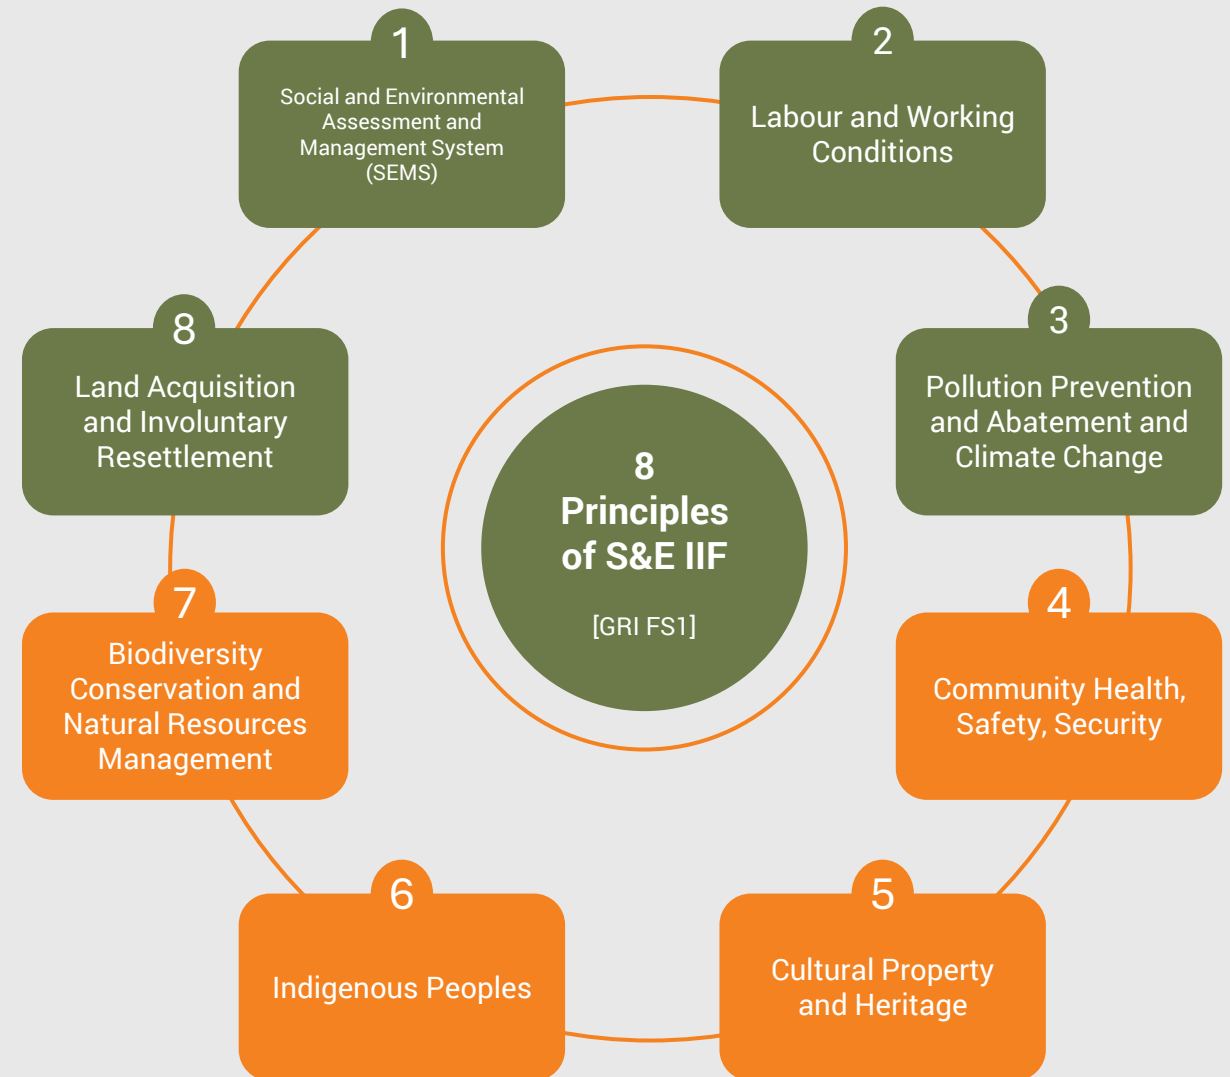 1
Social and Environmental
Assessment and
Management System
(SEMS)
2
Labour and Working
Conditions
3
Pollution Prevention
and Abatement and
Climate Change
4
Community Health,
Safety, Security
5
Cultural Property
and Heritage
6
Indigenous Peoples
7
Biodiversity
Conservation and
Natural Resources
Management
8
Land Acquisition
and Involuntary
Resettlement
8
Principles
of S&E IIF
[GRI FS1]